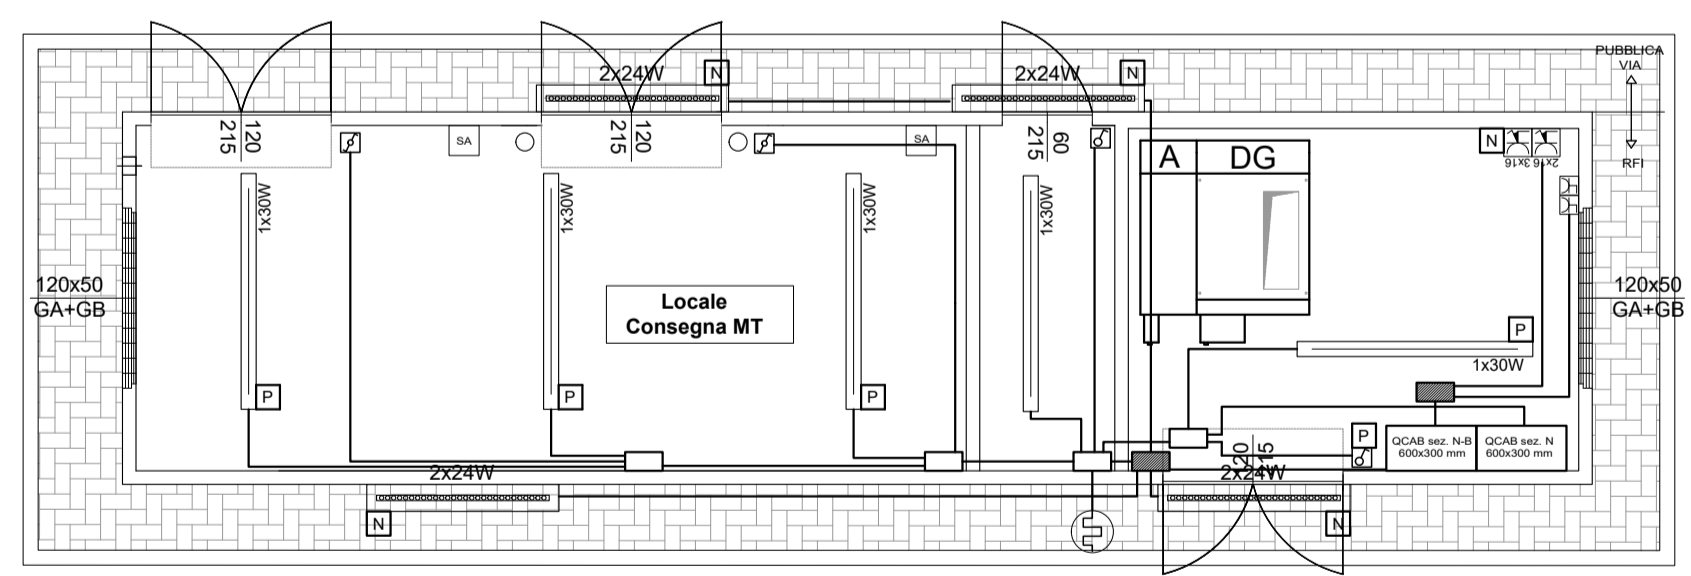 PUBBLICA
VIA
RFI
2x24W
N
2x24W
N
120
215
120
215
60
215
SA
SA
A
DG
N
3x16
2x16
1x30W
1x30W
1x30W
1x30W
120x50
GA+GB
Locale
Consegna MT
120x50
GA+GB
P
1x30W
P
P
P
P
QCAB sez. N-B
600x300 mm
QCAB sez. N
600x300 mm
120
215
2x24W
2x24W
N
N